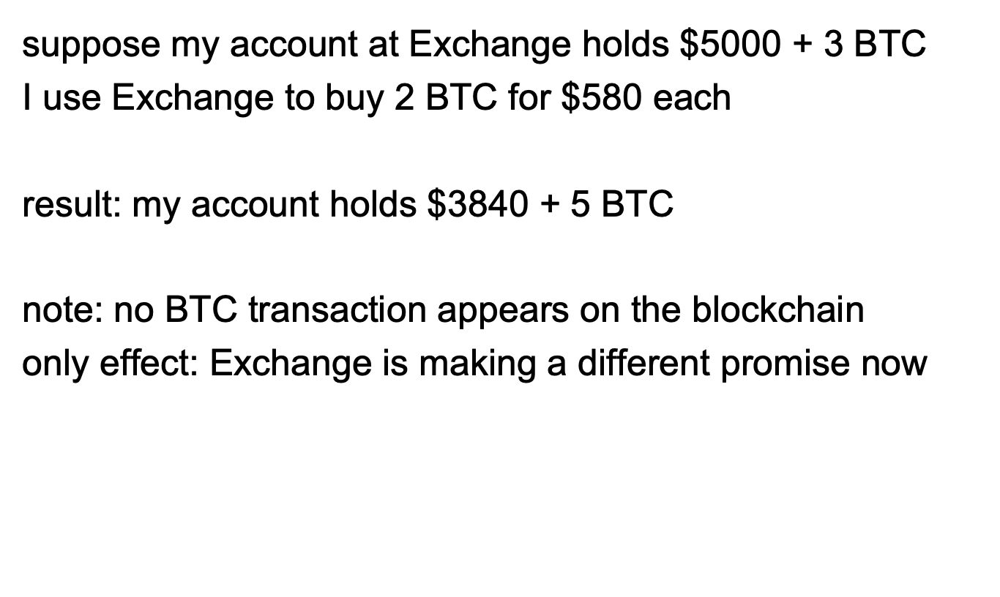 suppose my account at Exchange holds $5000 + 3 BTC
I use Exchange to buy 2 BTC for $580 each
result: my account holds $3840 + 5 BTC
note: no BTC transaction appears on the blockchain
only effect: Exchange is making a different promise now